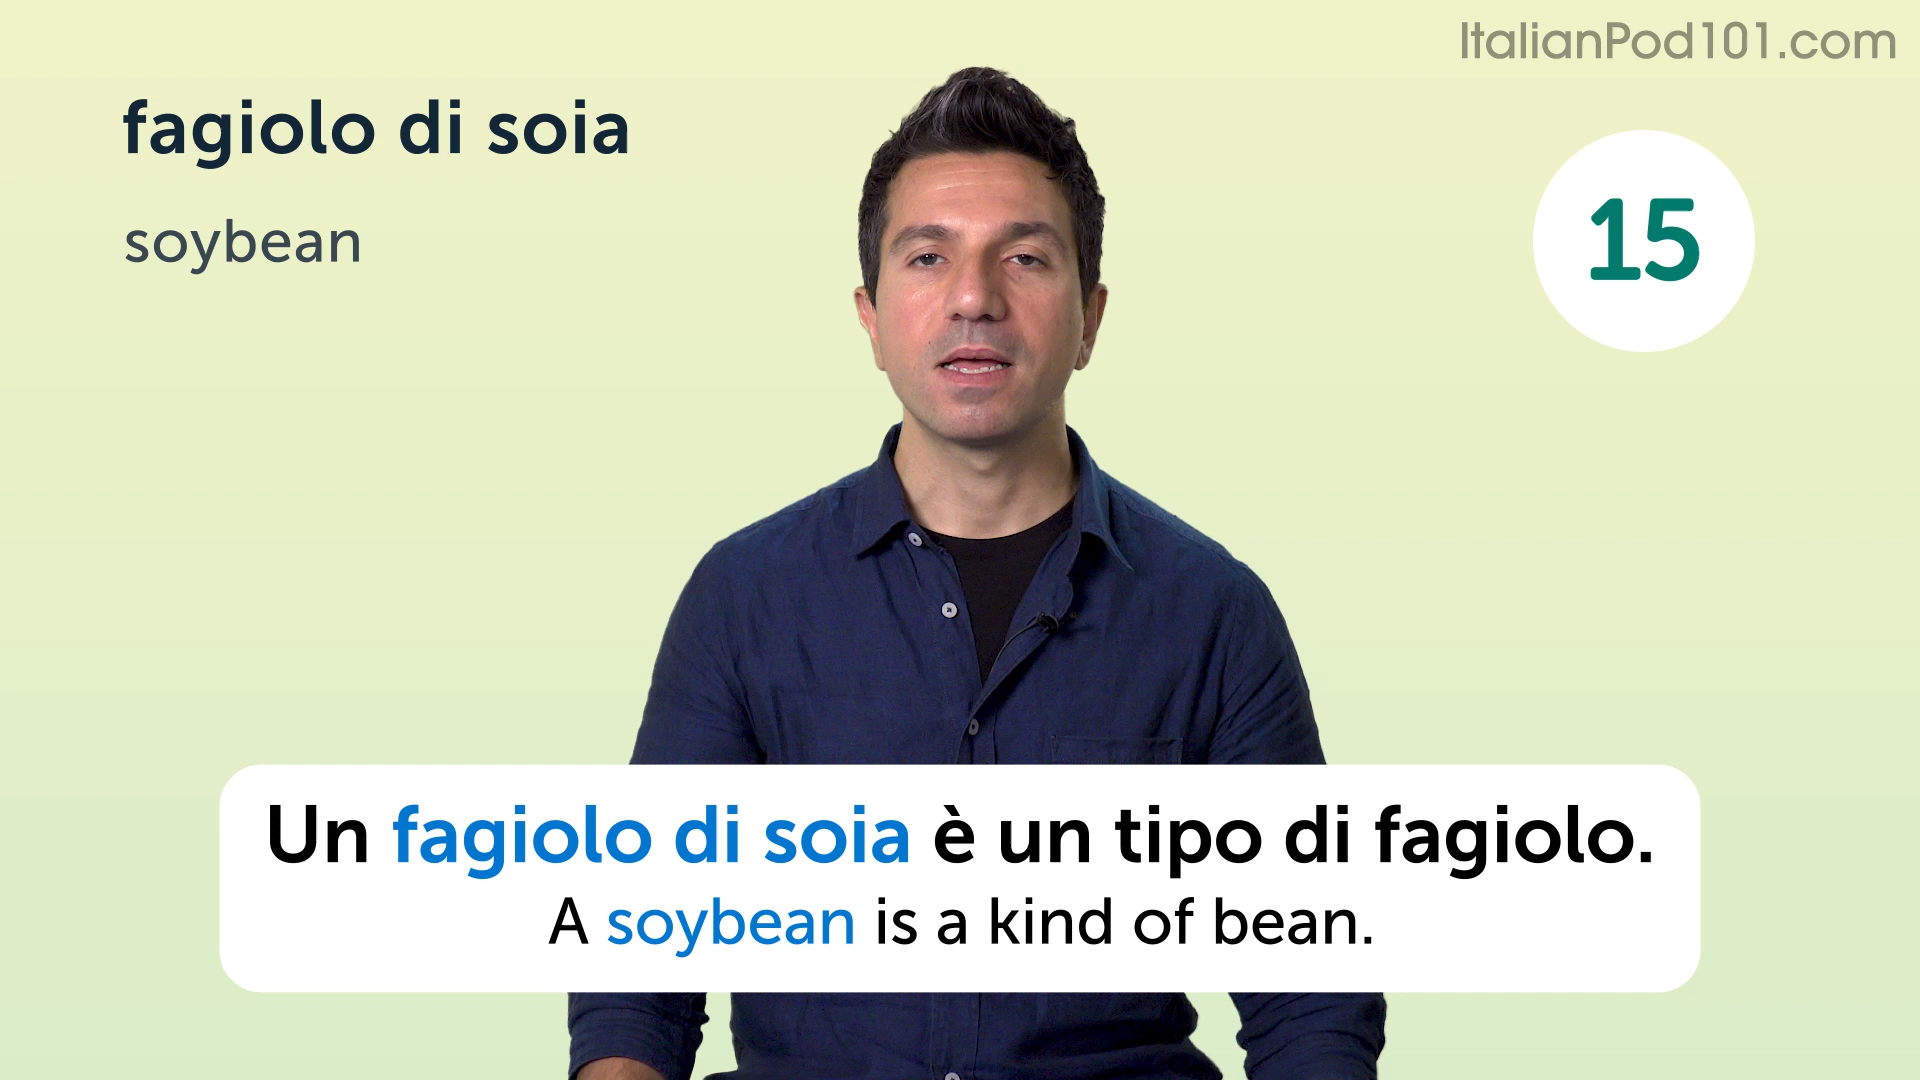 ItalianPod101.com
fagiolo di soia
soybean
15
Un fagiolo di soia è un tipo di fagiolo.
A soybean is a kind of bean.